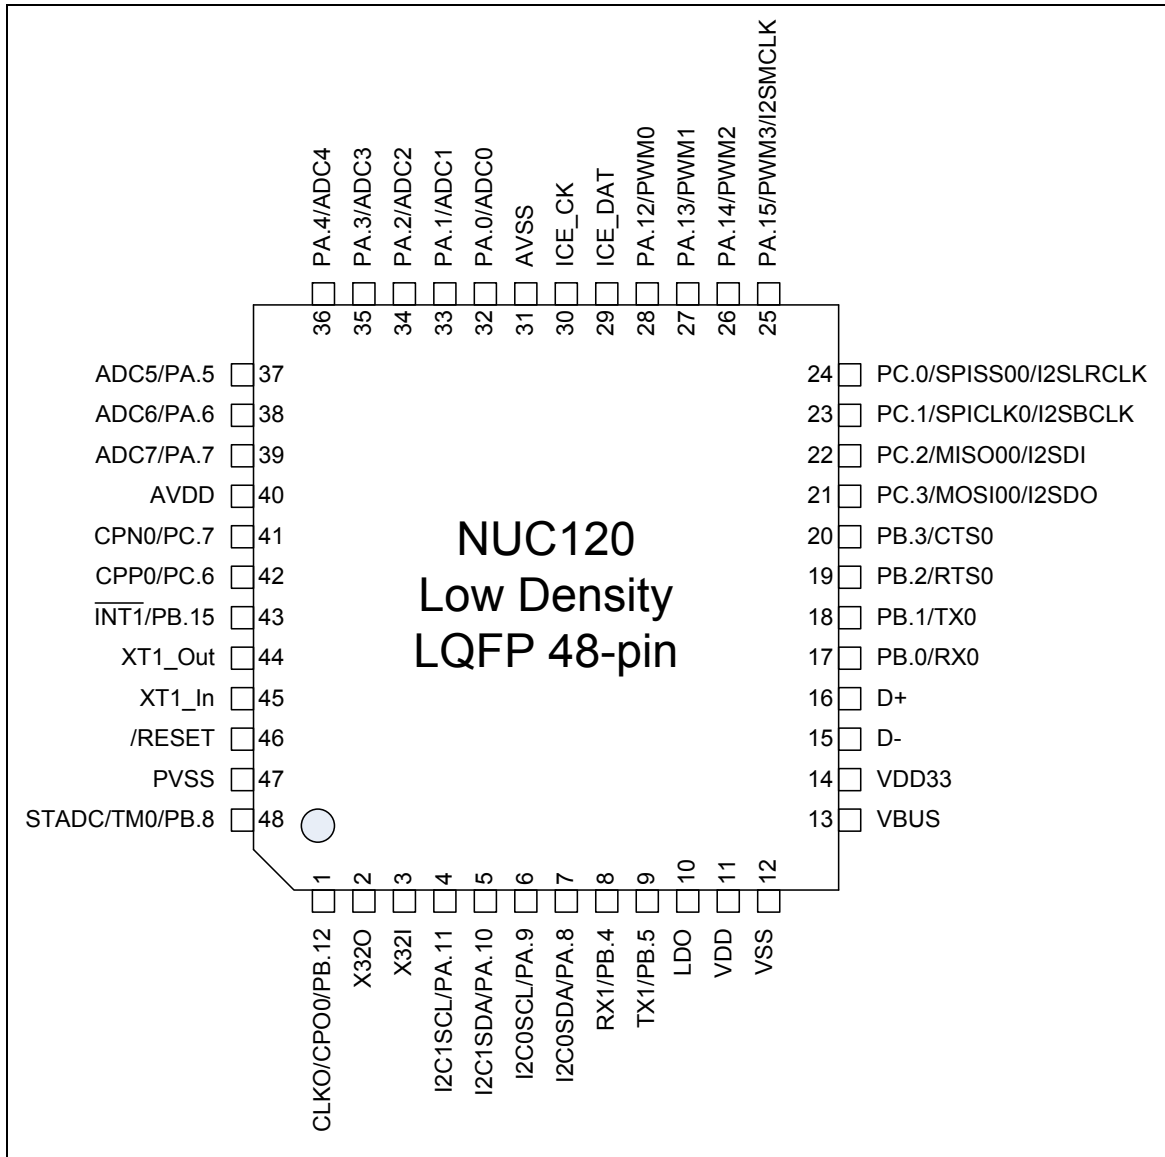 PA.4/ADC4
PA.3/ADC3
PA.2/ADC2
PA.1/ADC1
PA.0/ADC0
AVSS
ICE_CK
ICE_DAT
PA.12/PWM0
PA.13/PWM1
PA.14/PWM2
PA.15/PWM3/I2SMCLK
36
35
34
33
32
31
30
29
28
27
26
25
ADC5/PA.5 37
ADC6/PA.6 38
ADC7/PA.7 39
AVDD 40
CPN0/PC.7 41
CPP0/PC.6 42
INT1/PB.15 43
XT1_Out 44
XT1_In 45
/RESET 46
PVSS 47
STADC/TM0/PB.8 48
NUC120
Low Density
LQFP 48-pin
24 PC.0/SPISS00/I2SLRCLK
23 PC.1/SPICLK0/I2SBCLK
22 PC.2/MISO00/I2SDI
21 PC.3/MOSI00/I2SDO
20 PB.3/CTS0
19 PB.2/RTS0
18 PB.1/TX0
17 PB.0/RX0
16 D+
15 D-
14 VDD33
13 VBUS
1
2
3
4
5
6
7
8
9
10
11
12
CLKO/CPO0/PB.12
X32O
X32I
I2C1SCL/PA.11
I2C1SDA/PA.10
I2C0SCL/PA.9
I2C0SDA/PA.8
RX1/PB.4
TX1/PB.5
LDO
VDD
VSS